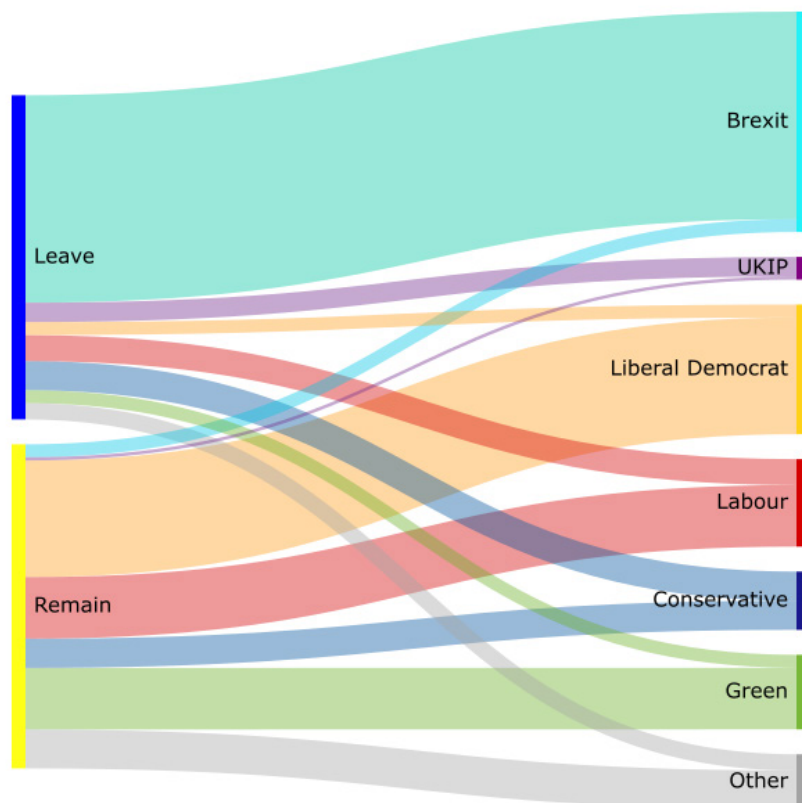 Brexit
Leave
UKIP
Liberal Democrat
Labour
Conservative
Remain
Green
Other